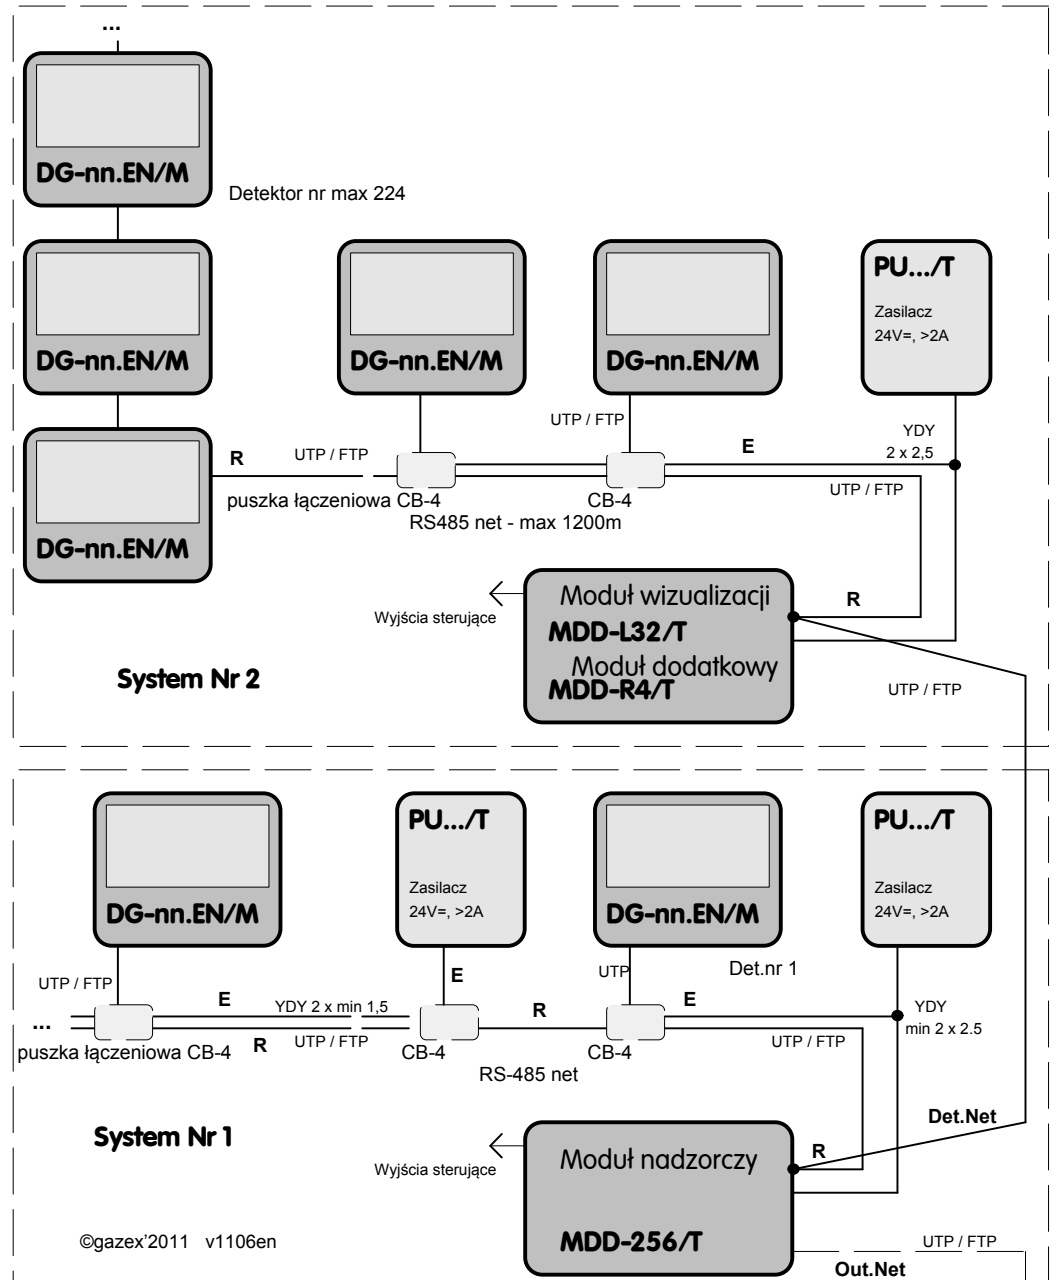 ...
DG-nn.EN/M
Detektor nr max 224
DG-nn.EN/M
DG-nn.EN/M
DG-nn.EN/M
PU.../T
Zasilacz
24V=, >2A
UTP / FTP
YDY
2 x 2,5
R
UTP / FTP
E
UTP / FTP
puszka łączeniowa CB-4
CB-4
RS485 net - max 1200m
DG-nn.EN/M
Wyjścia sterujące
Moduł wizualizacji
MDD-L32/T
Moduł dodatkowy
MDD-R4/T
R
System Nr 2
UTP / FTP
DG-nn.EN/M
PU.../T
Zasilacz
24V=, >2A
DG-nn.EN/M
PU.../T
Zasilacz
24V=, >2A
UTP / FTP
E
UTP
Det.nr 1
E
YDY 2 x min 1,5
E
R
YDY
min 2 x 2.5
...
R
UTP / FTP
UTP / FTP
puszka łączeniowa CB-4
CB-4
CB-4
RS-485 net
System Nr 1
Det.Net
Wyjścia sterujące
Moduł nadzorczy
MDD-256/T
R
©gazex'2011 v1106en
UTP / FTP
Out.Net